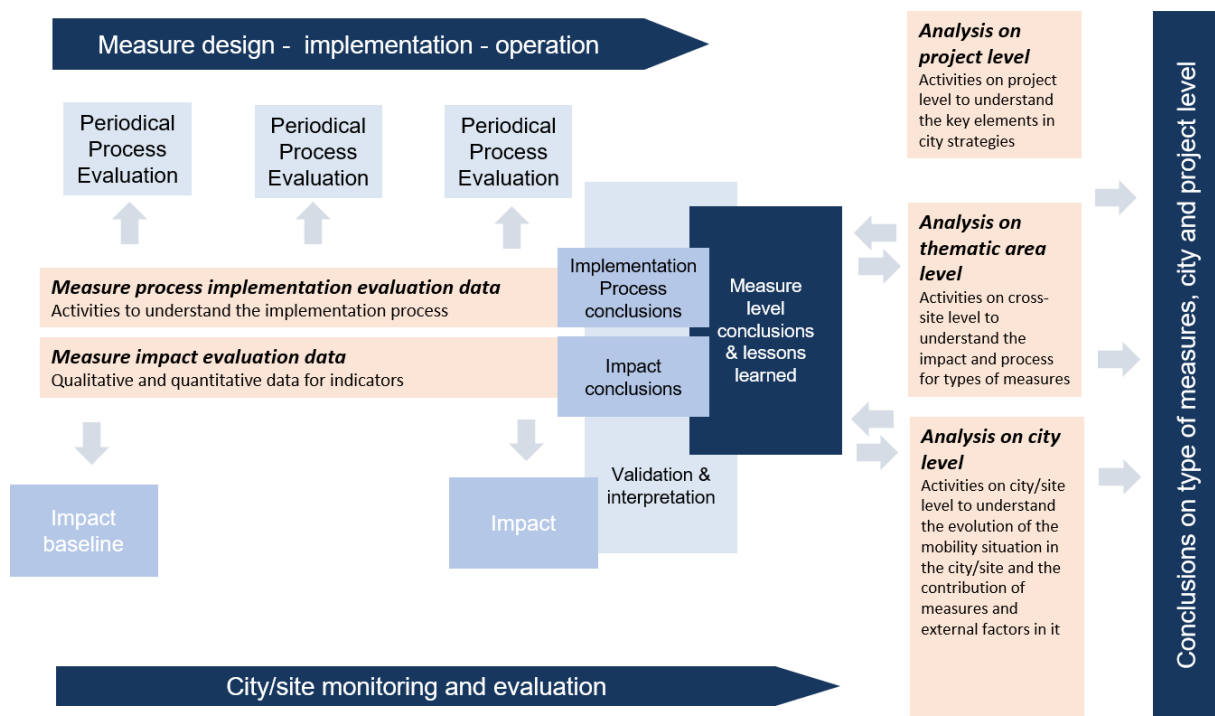 Measure design -  implementation - operation
Periodical
Process
Evaluation
Periodical
Process
Evaluation
Periodical
Process
Evaluation
Measure process implementation evaluation data
Activities to understand the implementation process
Measure impact evaluation data
Qualitative and quantitative data for indicators
Implementation
Process
conclusions
Impact
conclusions
Measure
level
conclusions
& lessons
learned
Validation &
interpretation
Impact
baseline
Impact
City/site monitoring and evaluation
Analysis on
project level
Activities on project
level to understand
the key elements in
city strategies
Analysis on
thematic area
level
Activities on cross-
site level to
understand the
impact and process
for types of measures
Analysis on city
level
Activities on city/site
level to understand
the evolution of the
mobility situation in
the city/site and the
contribution of
measures and
external factors in it
Conclusions on type of measures, city and project level